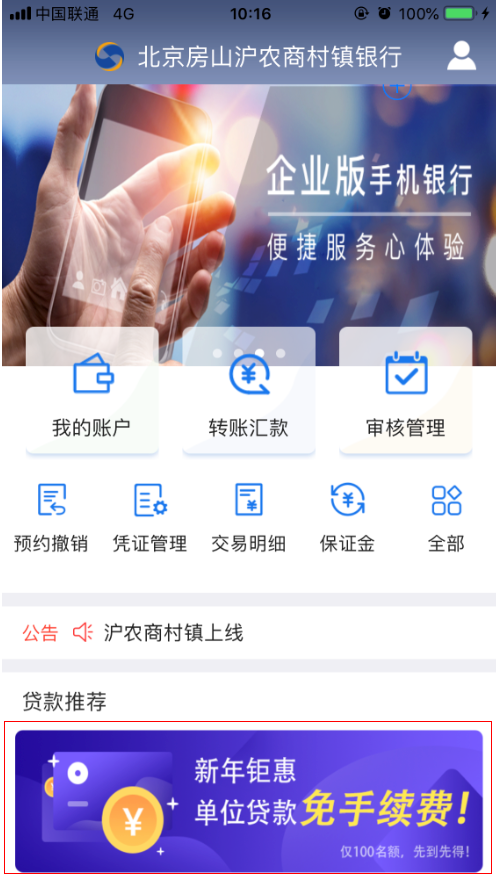 中国联通 4G 10:16 100%
北京房山沪农商村镇银行
企业版手机银行
便捷服务心体验
我的账户 转账汇款 审核管理
预约撤销 凭证管理 交易明细 保证金 全部
公告 沪农商村镇上线
贷款推荐
新年钜惠
单位贷款免手续费!
仅100名额，先到先得!